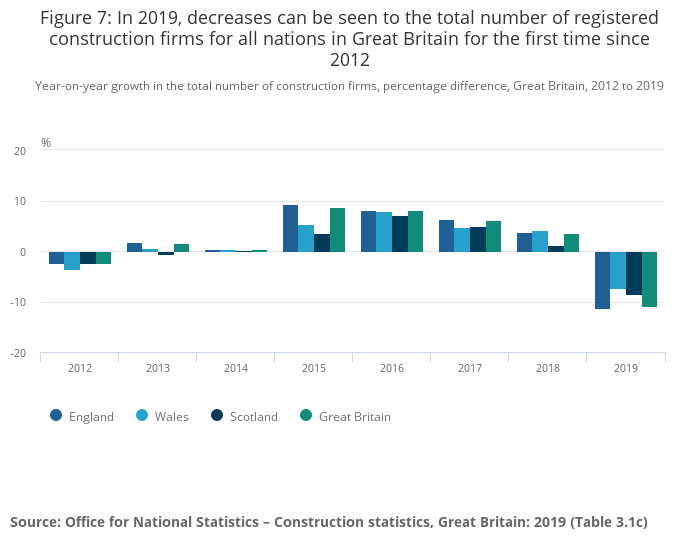 Figure 7: In 2019, decreases can be seen to the total number of registered
construction firms for all nations in Great Britain for the first time since
2012
Year-on-year growth in the total number of construction firms, percentage difference, Great Britain, 2012 to 2019
%
20
10
0
-10
-20
2012 2013 2014 2015 2016 2017 2018 2019
England Wales Scotland Great Britain
Source: Office for National Statistics – Construction statistics, Great Britain: 2019 (Table 3.1c)